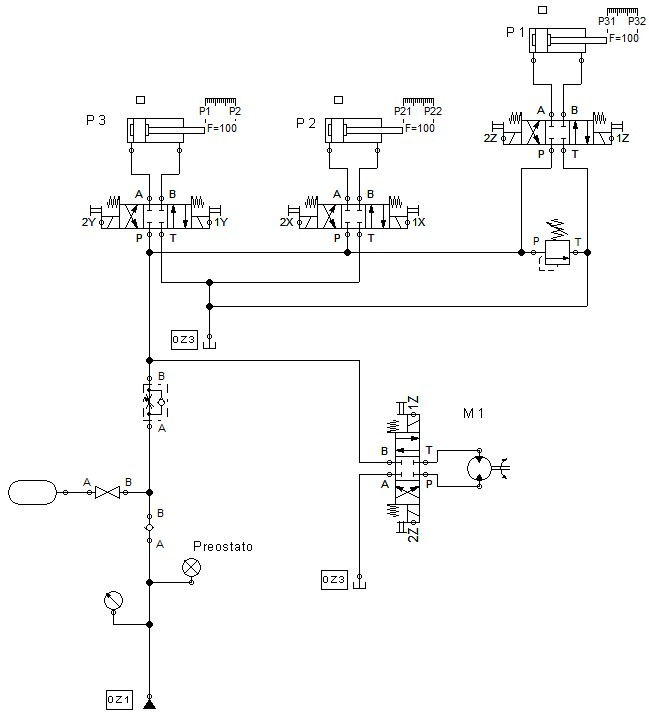 P 1
P31 P32
F=100
A B
2Z 1Z
P T
P 3
P1 P2
F=100
P 2
P21 P22
F=100
A B
2Y 1Y
P T
A B
2X 1X
P T
P T
0Z3
B
A
1Z
M 1
B T
A P
2Z
A B
B
A
Preostato
0Z3
0Z1